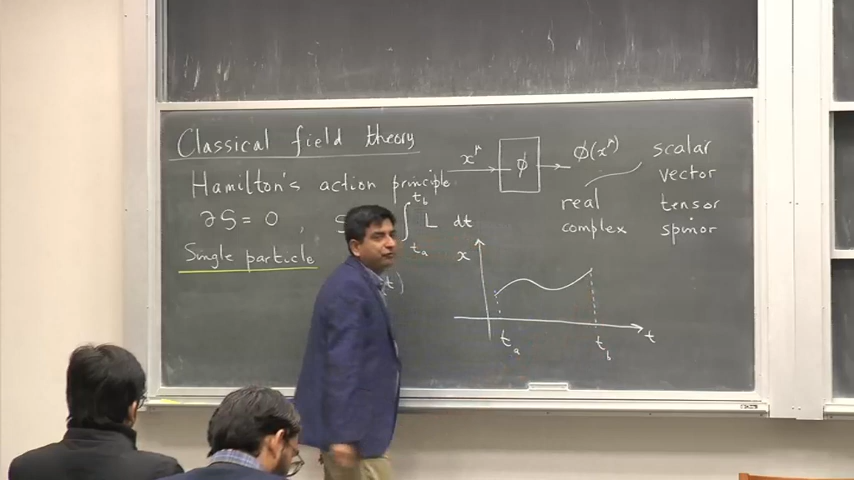 Classical field theory
Hamilton's action principle
∂S = 0 , S ∫ L dt
t_b
t_a
Single particle
t)
x^μ → ϕ → ϕ(x^μ)
real
complex
scalar
vector
tensor
spinor
x
t_a
t_b
t